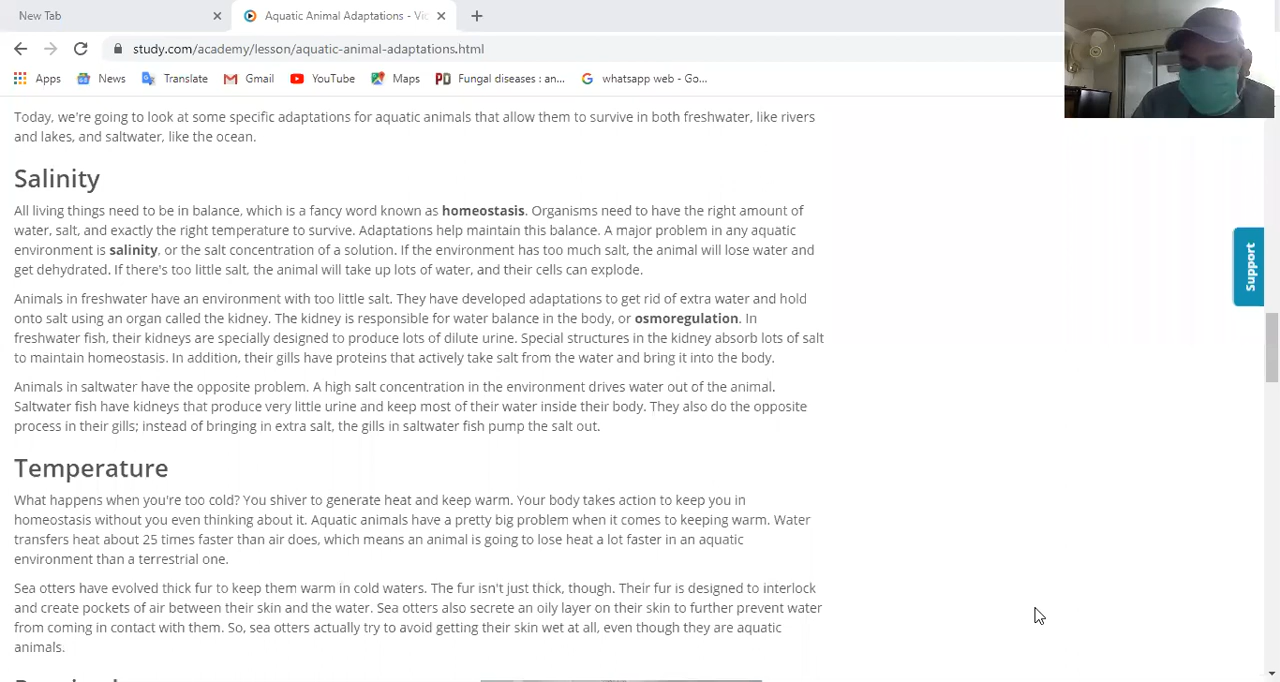 New Tab
Aquatic Animal Adaptations - Vid
study.com/academy/lesson/aquatic-animal-adaptations.html
Apps News Translate Gmail YouTube Maps PD Fungal diseases : an... whatsapp web - Go...
Today, we're going to look at some specific adaptations for aquatic animals that allow them to survive in both freshwater, like rivers
and lakes, and saltwater, like the ocean.
Salinity
All living things need to be in balance, which is a fancy word known as homeostasis. Organisms need to have the right amount of
water, salt, and exactly the right temperature to survive. Adaptations help maintain this balance. A major problem in any aquatic
environment is salinity, or the salt concentration of a solution. If the environment has too much salt, the animal will lose water and
get dehydrated. If there's too little salt, the animal will take up lots of water, and their cells can explode.
Animals in freshwater have an environment with too little salt. They have developed adaptations to get rid of extra water and hold
onto salt using an organ called the kidney. The kidney is responsible for water balance in the body, or osmoregulation. In
freshwater fish, their kidneys are specially designed to produce lots of dilute urine. Special structures in the kidney absorb lots of salt
to maintain homeostasis. In addition, their gills have proteins that actively take salt from the water and bring it into the body.
Animals in saltwater have the opposite problem. A high salt concentration in the environment drives water out of the animal.
Saltwater fish have kidneys that produce very little urine and keep most of their water inside their body. They also do the opposite
process in their gills; instead of bringing in extra salt, the gills in saltwater fish pump the salt out.
Temperature
What happens when you're too cold? You shiver to generate heat and keep warm. Your body takes action to keep you in
homeostasis without you even thinking about it. Aquatic animals have a pretty big problem when it comes to keeping warm. Water
transfers heat about 25 times faster than air does, which means an animal is going to lose heat a lot faster in an aquatic
environment than a terrestrial one.
Sea otters have evolved thick fur to keep them warm in cold waters. The fur isn't just thick, though. Their fur is designed to interlock
and create pockets of air between their skin and the water. Sea otters also secrete an oily layer on their skin to further prevent water
from coming in contact with them. So, sea otters actually try to avoid getting their skin wet at all, even though they are aquatic
animals.
Support